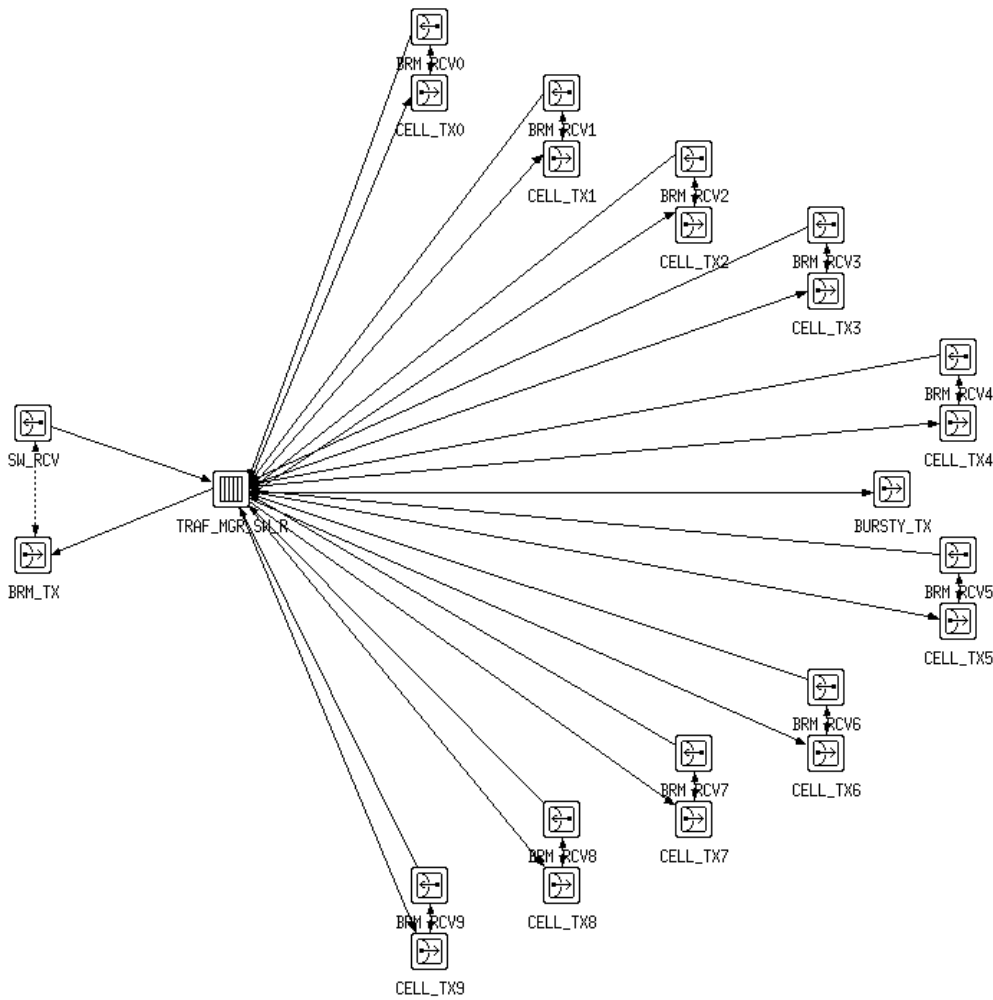 BRM_RCV0
CELL_TX0
BRM_RCV1
CELL_TX1
BRM_RCV2
CELL_TX2
BRM_RCV3
CELL_TX3
BRM_RCV4
CELL_TX4
SW_RCV
TRAF_MGR_SW_R
BURSTY_TX
BRM_TX
BRM_RCV5
CELL_TX5
BRM_RCV6
CELL_TX6
BRM_RCV7
CELL_TX7
BRM_RCV8
CELL_TX8
BRM_RCV9
CELL_TX9